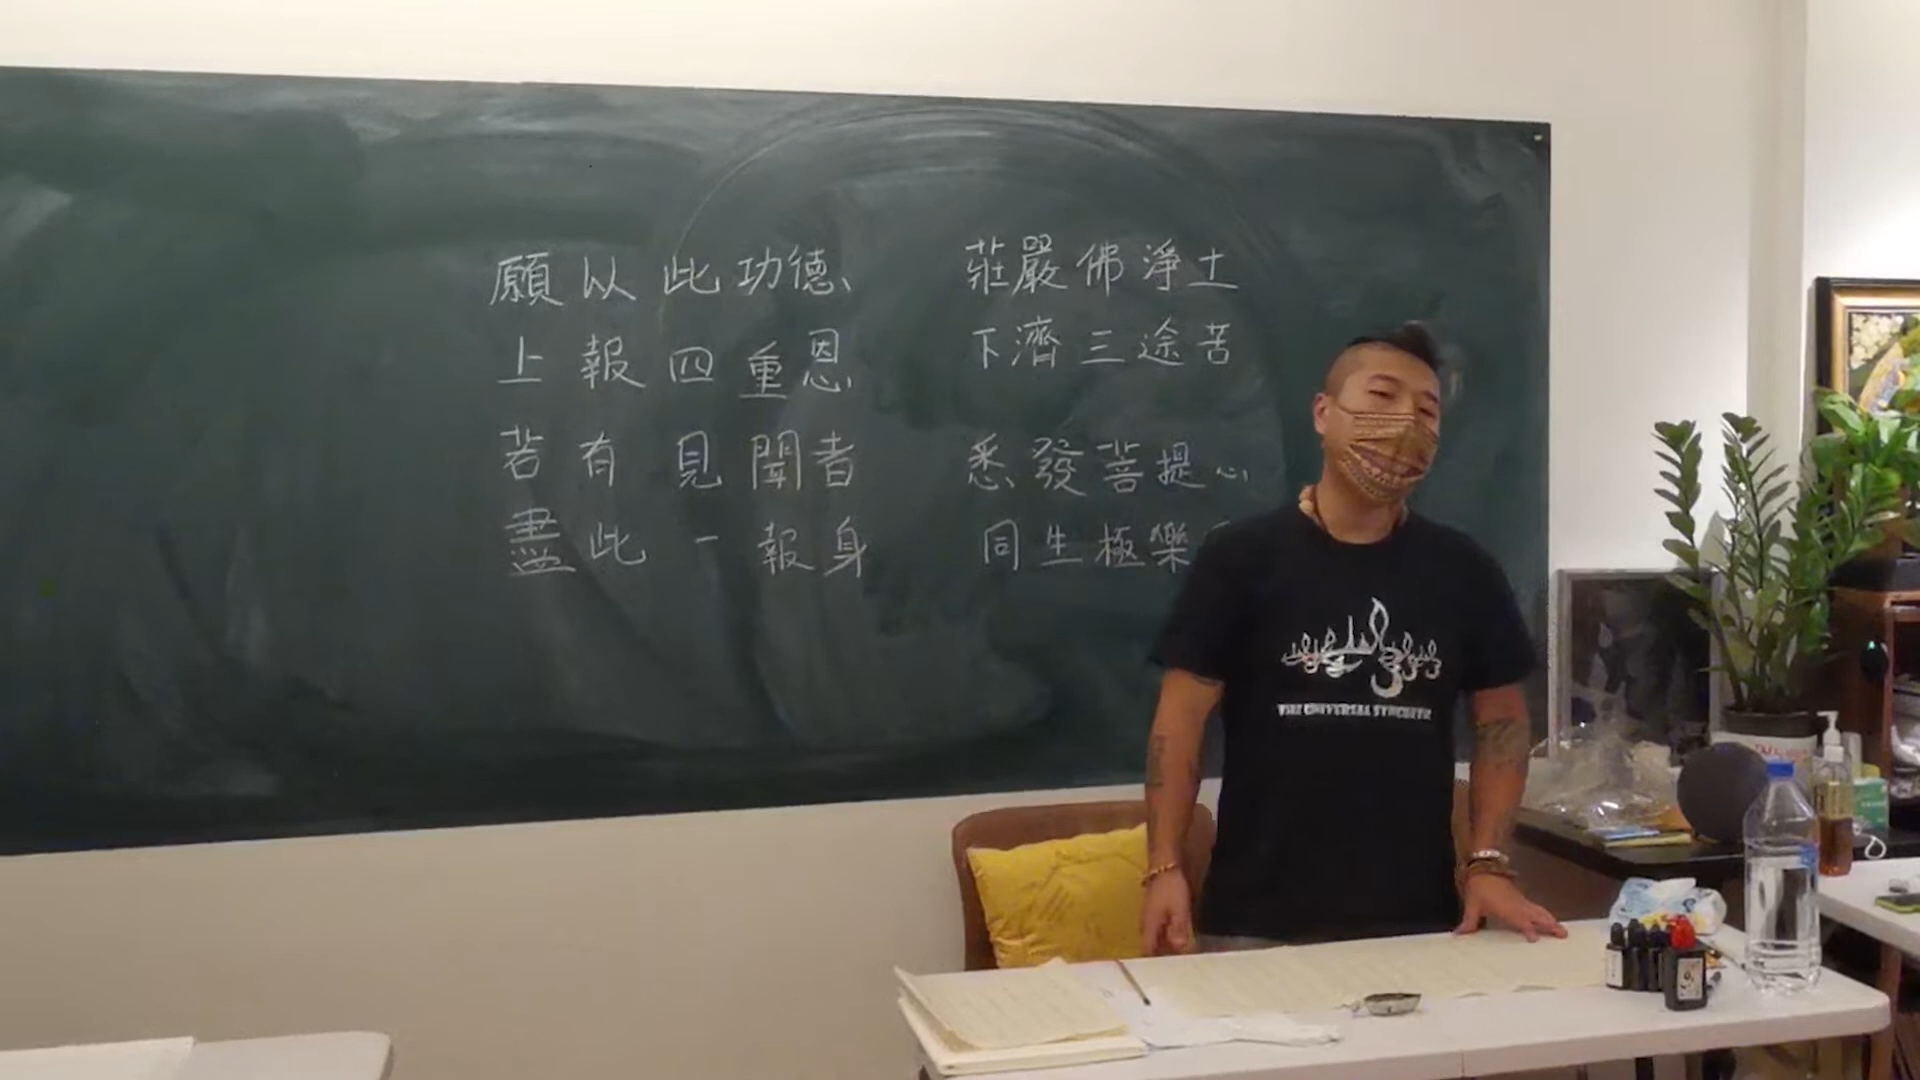 願以此功德 莊嚴佛淨土
上報四重恩 下濟三途苦
若有見聞者 悉發菩提心
盡此一報身 同生極樂
THE UNIVERSAL